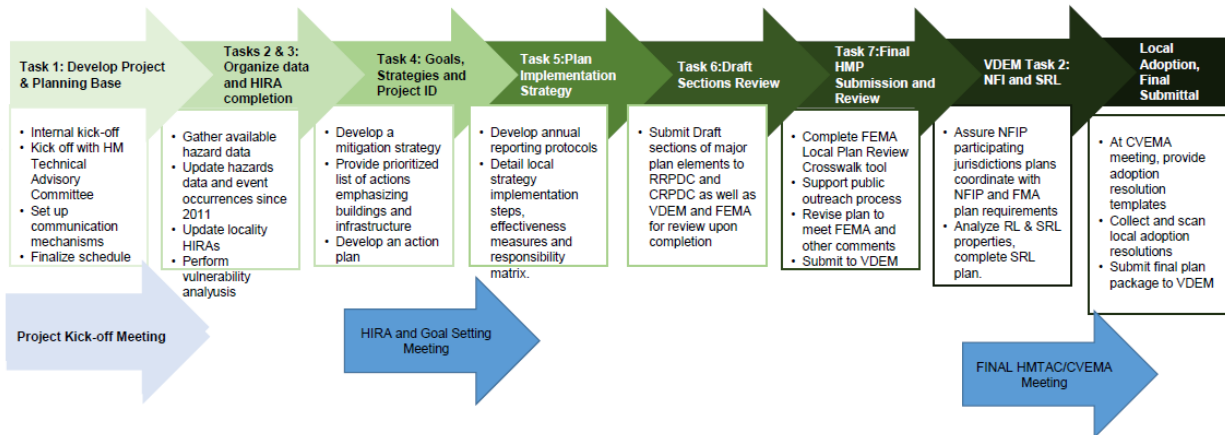 Task 1: Develop Project
& Planning Base
• Internal kick-off
• Kick off with HM
Technical
Advisory
Committee
• Set up
communication
mechanisms
• Finalize schedule
Tasks 2 & 3:
Organize data
and HIRA
completion
• Gather available
hazard data
• Update hazards
data and event
occurrences since
2011
• Update locality
HIRAs
• Perform
vulnerability
analysis
Task 4: Goals,
Strategies and
Project ID
• Develop a
mitigation strategy
• Provide prioritized
list of actions
emphasizing
buildings and
infrastructure
• Develop an action
plan
Task 5:Plan
Implementation
Strategy
• Develop annual
reporting protocols
• Detail local
strategy
implementation
steps,
effectiveness
measures and
responsibility
matrix.
Task 6:Draft
Sections Review
• Submit Draft
sections of major
plan elements to
RRPDC and
CRPDC as well as
VDEM and FEMA
for review upon
completion
Task 7:Final
HMP
Submission and
Review
• Complete FEMA
Local Plan Review
Crosswalk tool
• Support public
outreach process
• Revise plan to
meet FEMA and
other comments
• Submit to VDEM
VDEM Task 2:
NFI and SRL
• Assure NFIP
participating
jurisdictions plans
coordinate with
NFIP and FMA
plan requirements
• Analyze RL & SRL
properties,
complete SRL
plan.
Local
Adoption,
Final
Submittal
• At CVEMA
meeting, provide
adoption
resolution
templates
• Collect and scan
local adoption
resolutions
• Submit final plan
package to VDEM
Project Kick-off Meeting
HIRA and Goal Setting
Meeting
FINAL HMTAC/CVEMA
Meeting